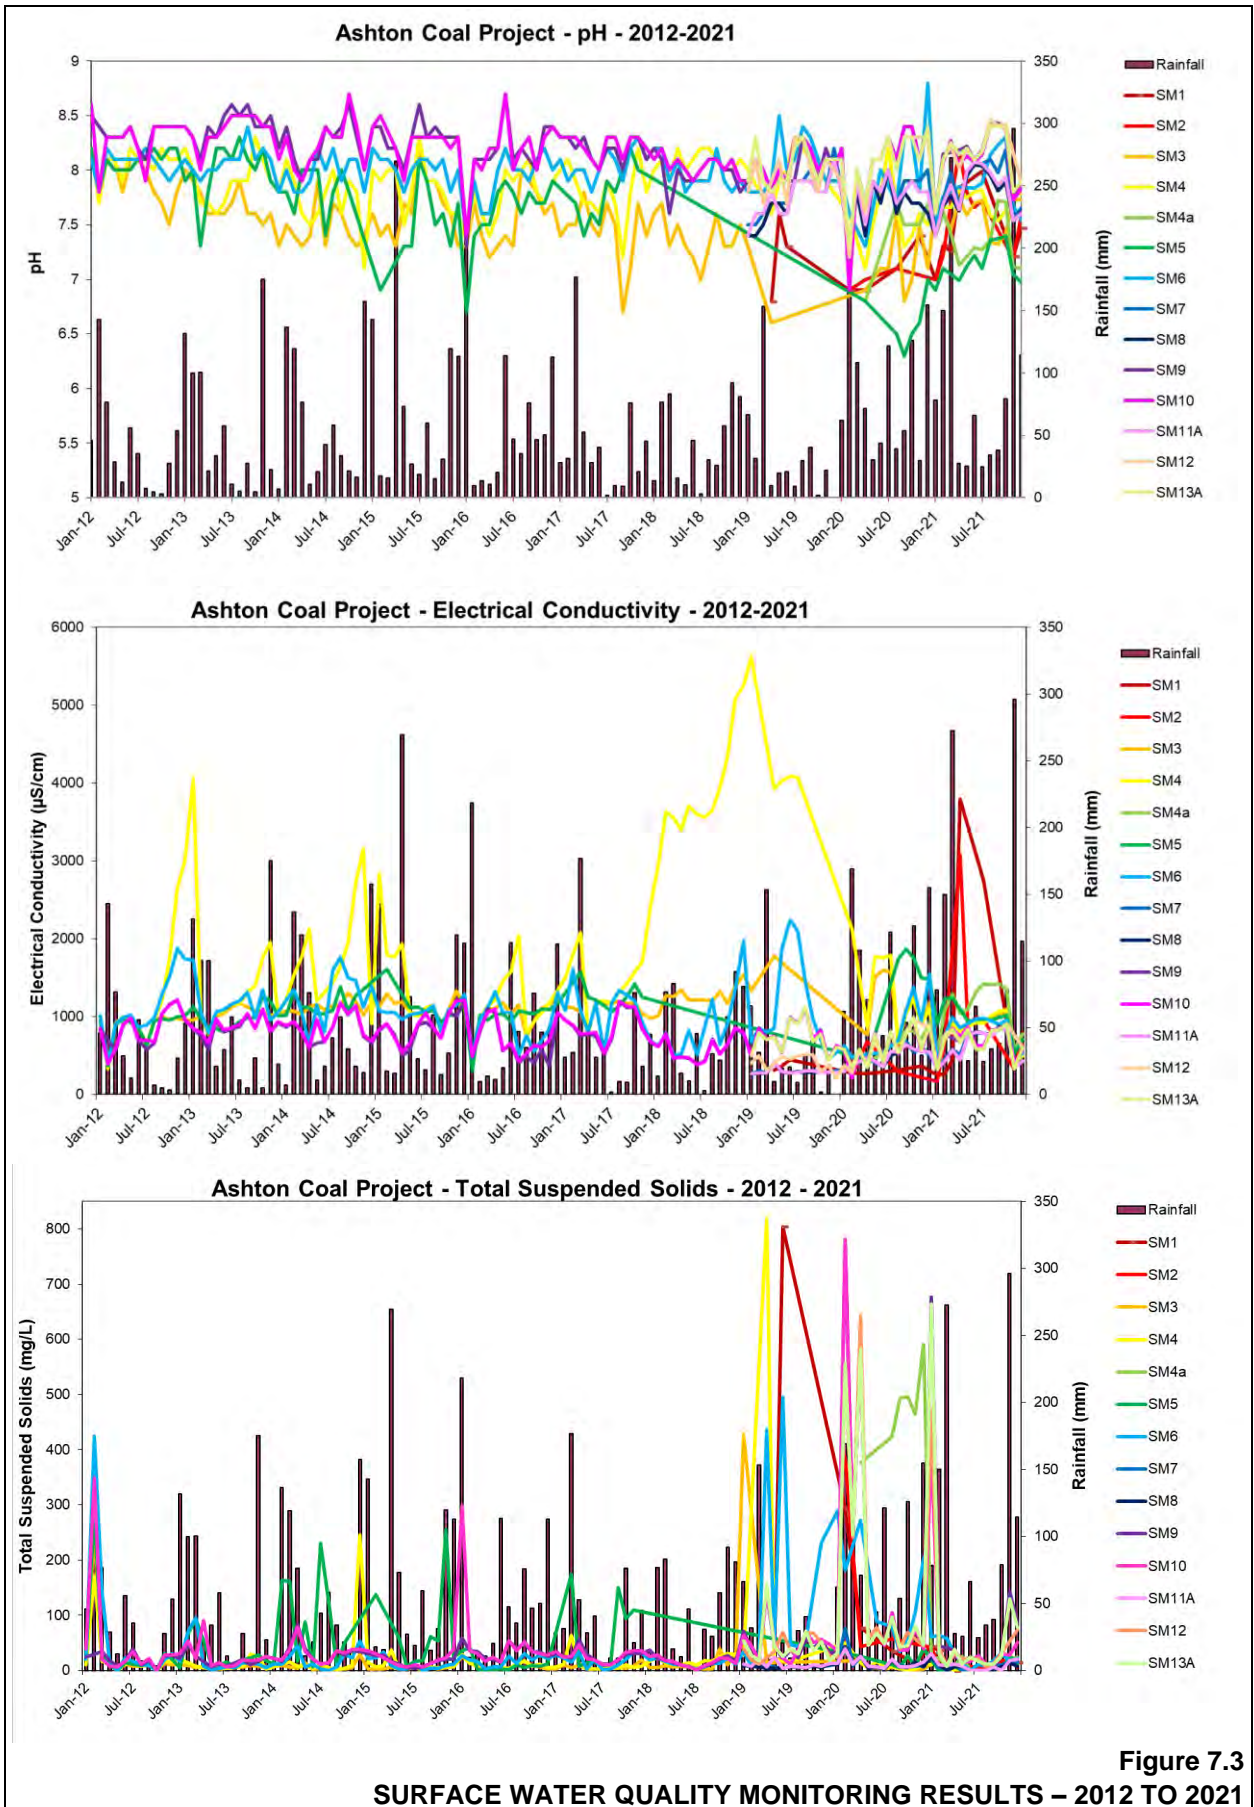 Ashton Coal Project - pH - 2012-2021
9
8.5
8
7.5
7
6.5
6
5.5
5
pH
350
300
250
200
150
100
50
0
Rainfall (mm)
Jan-12
Jul-12
Jan-13
Jul-13
Jan-14
Jul-14
Jan-15
Jul-15
Jan-16
Jul-16
Jan-17
Jul-17
Jan-18
Jul-18
Jan-19
Jul-19
Jan-20
Jul-20
Jan-21
Jul-21
Rainfall
SM1
SM2
SM3
SM4
SM4a
SM5
SM6
SM7
SM8
SM9
SM10
SM11A
SM12
SM13A
Ashton Coal Project - Electrical Conductivity - 2012-2021
6000
5000
4000
3000
2000
1000
0
Electrical Conductivity (µS/cm)
350
300
250
200
150
100
50
0
Rainfall (mm)
Jan-12
Jul-12
Jan-13
Jul-13
Jan-14
Jul-14
Jan-15
Jul-15
Jan-16
Jul-16
Jan-17
Jul-17
Jan-18
Jul-18
Jan-19
Jul-19
Jan-20
Jul-20
Jan-21
Jul-21
Rainfall
SM1
SM2
SM3
SM4
SM4a
SM5
SM6
SM7
SM8
SM9
SM10
SM11A
SM12
SM13A
Ashton Coal Project - Total Suspended Solids - 2012 - 2021
800
700
600
500
400
300
200
100
0
Total Suspended Solids (mg/L)
350
300
250
200
150
100
50
0
Rainfall (mm)
Jan-12
Jul-12
Jan-13
Jul-13
Jan-14
Jul-14
Jan-15
Jul-15
Jan-16
Jul-16
Jan-17
Jul-17
Jan-18
Jul-18
Jan-19
Jul-19
Jan-20
Jul-20
Jan-21
Jul-21
Rainfall
SM1
SM2
SM3
SM4
SM4a
SM5
SM6
SM7
SM8
SM9
SM10
SM11A
SM12
SM13A
Figure 7.3
SURFACE WATER QUALITY MONITORING RESULTS – 2012 TO 2021